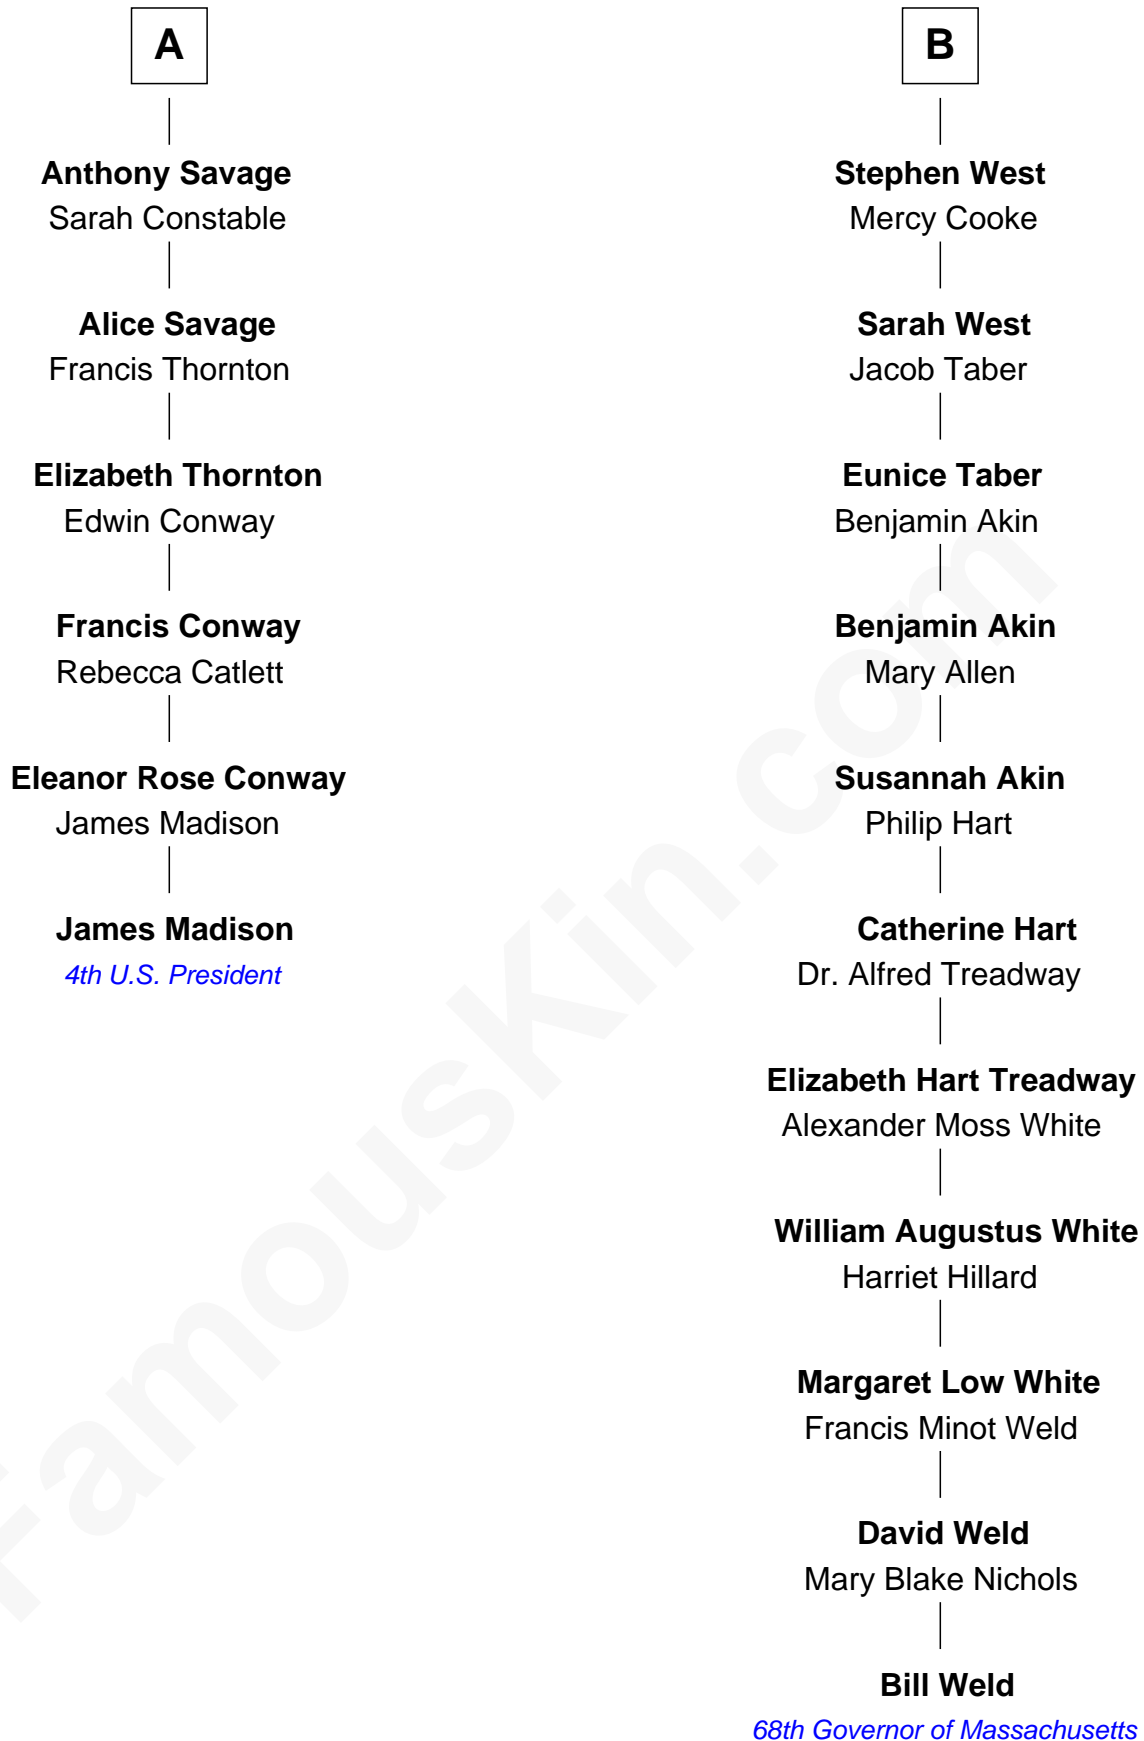 A
Anthony Savage
Sarah Constable
Alice Savage
Francis Thornton
Elizabeth Thornton
Edwin Conway
Francis Conway
Rebecca Catlett
Eleanor Rose Conway
James Madison
James Madison
4th U.S. President
B
Stephen West
Mercy Cooke
Sarah West
Jacob Taber
Eunice Taber
Benjamin Akin
Benjamin Akin
Mary Allen
Susannah Akin
Philip Hart
Catherine Hart
Dr. Alfred Treadway
Elizabeth Hart Treadway
Alexander Moss White
William Augustus White
Harriet Hillard
Margaret Low White
Francis Minot Weld
David Weld
Mary Blake Nichols
Bill Weld
68th Governor of Massachusetts
FamousKin.com